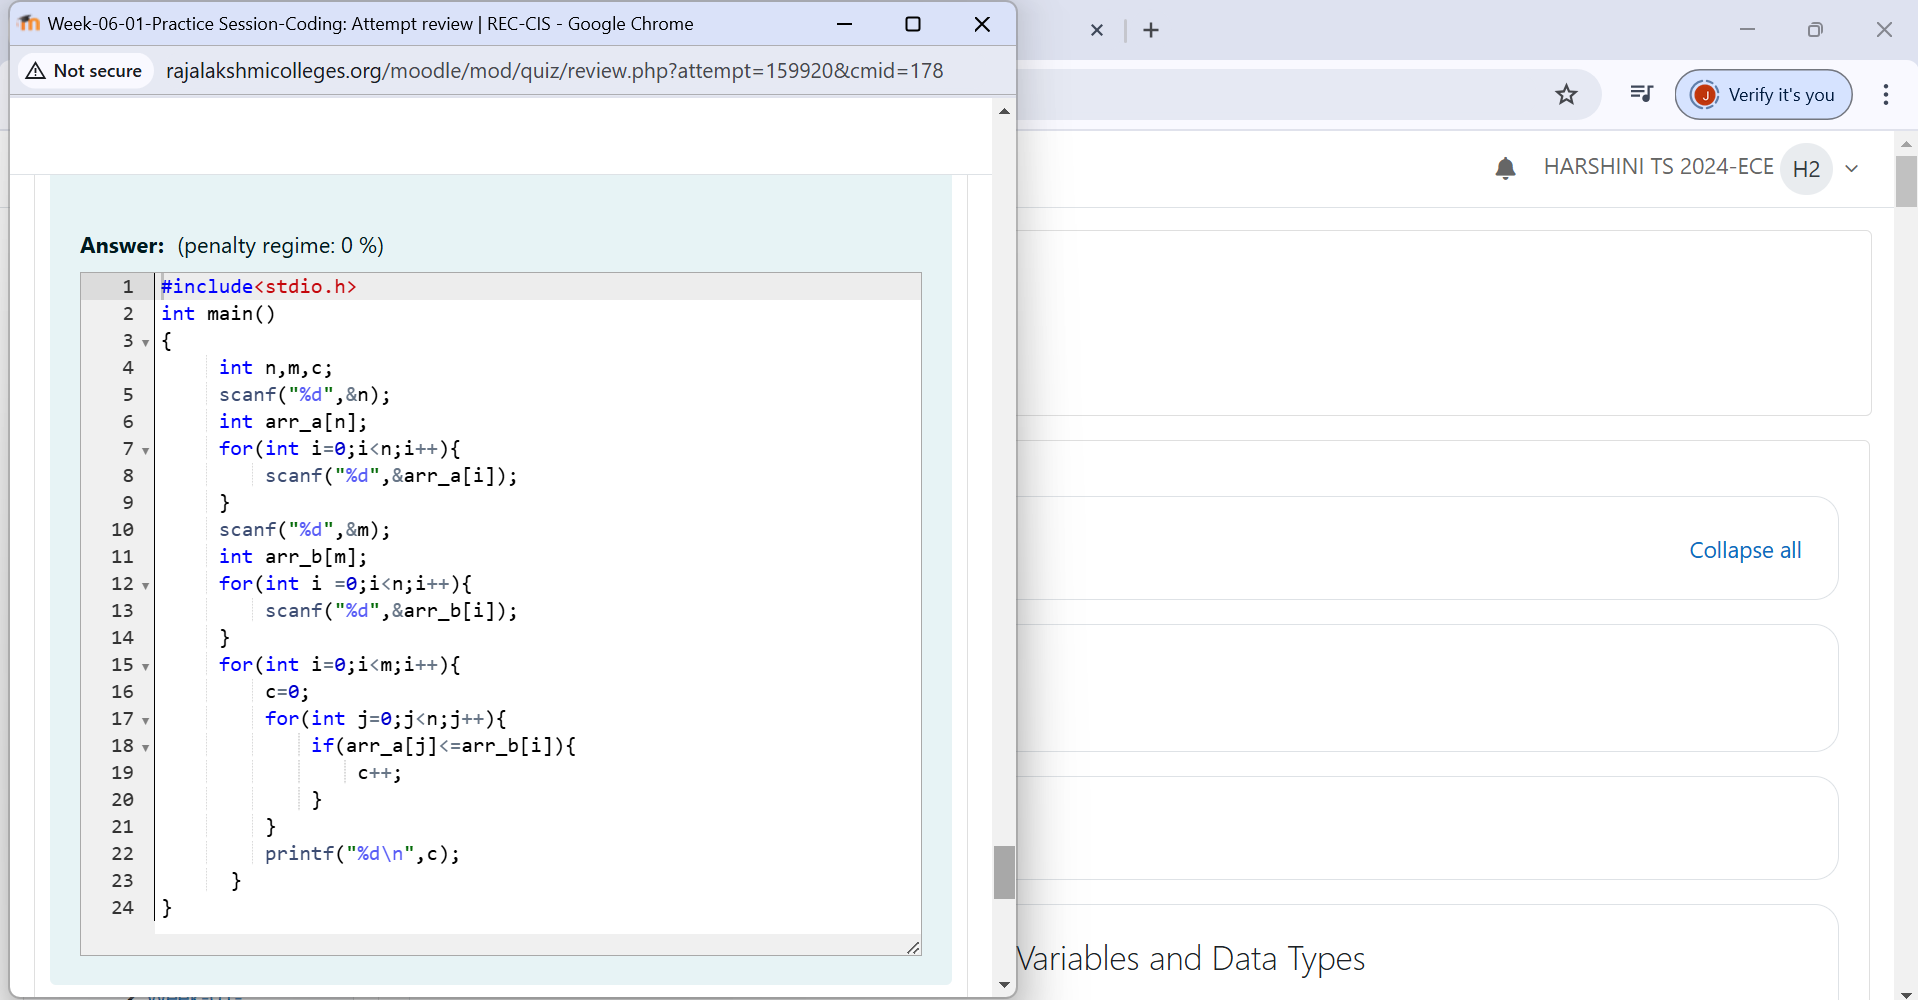 Week-06-01-Practice Session-Coding: Attempt review | REC-CIS - Google Chrome
Not secure
rajalakshmicolleges.org/moodle/mod/quiz/review.php?attempt=159920&cmid=178
Verify it's you
HARSHINI TS 2024-ECE
H2
Answer: (penalty regime: 0 %)
1 #include<stdio.h>
2 int main()
3 {
4 int n,m,c;
5 scanf("%d",&n);
6 int arr_a[n];
7 for(int i=0;i<n;i++){
8 scanf("%d",&arr_a[i]);
9 }
10 scanf("%d",&m);
11 int arr_b[m];
12 for(int i =0;i<n;i++){
13 scanf("%d",&arr_b[i]);
14 }
15 for(int i=0;i<m;i++){
16 c=0;
17 for(int j=0;j<n;j++){
18 if(arr_a[j]<=arr_b[i]){
19 c++;
20 }
21 }
22 printf("%d\n",c);
23 }
24 }
Collapse all
Variables and Data Types